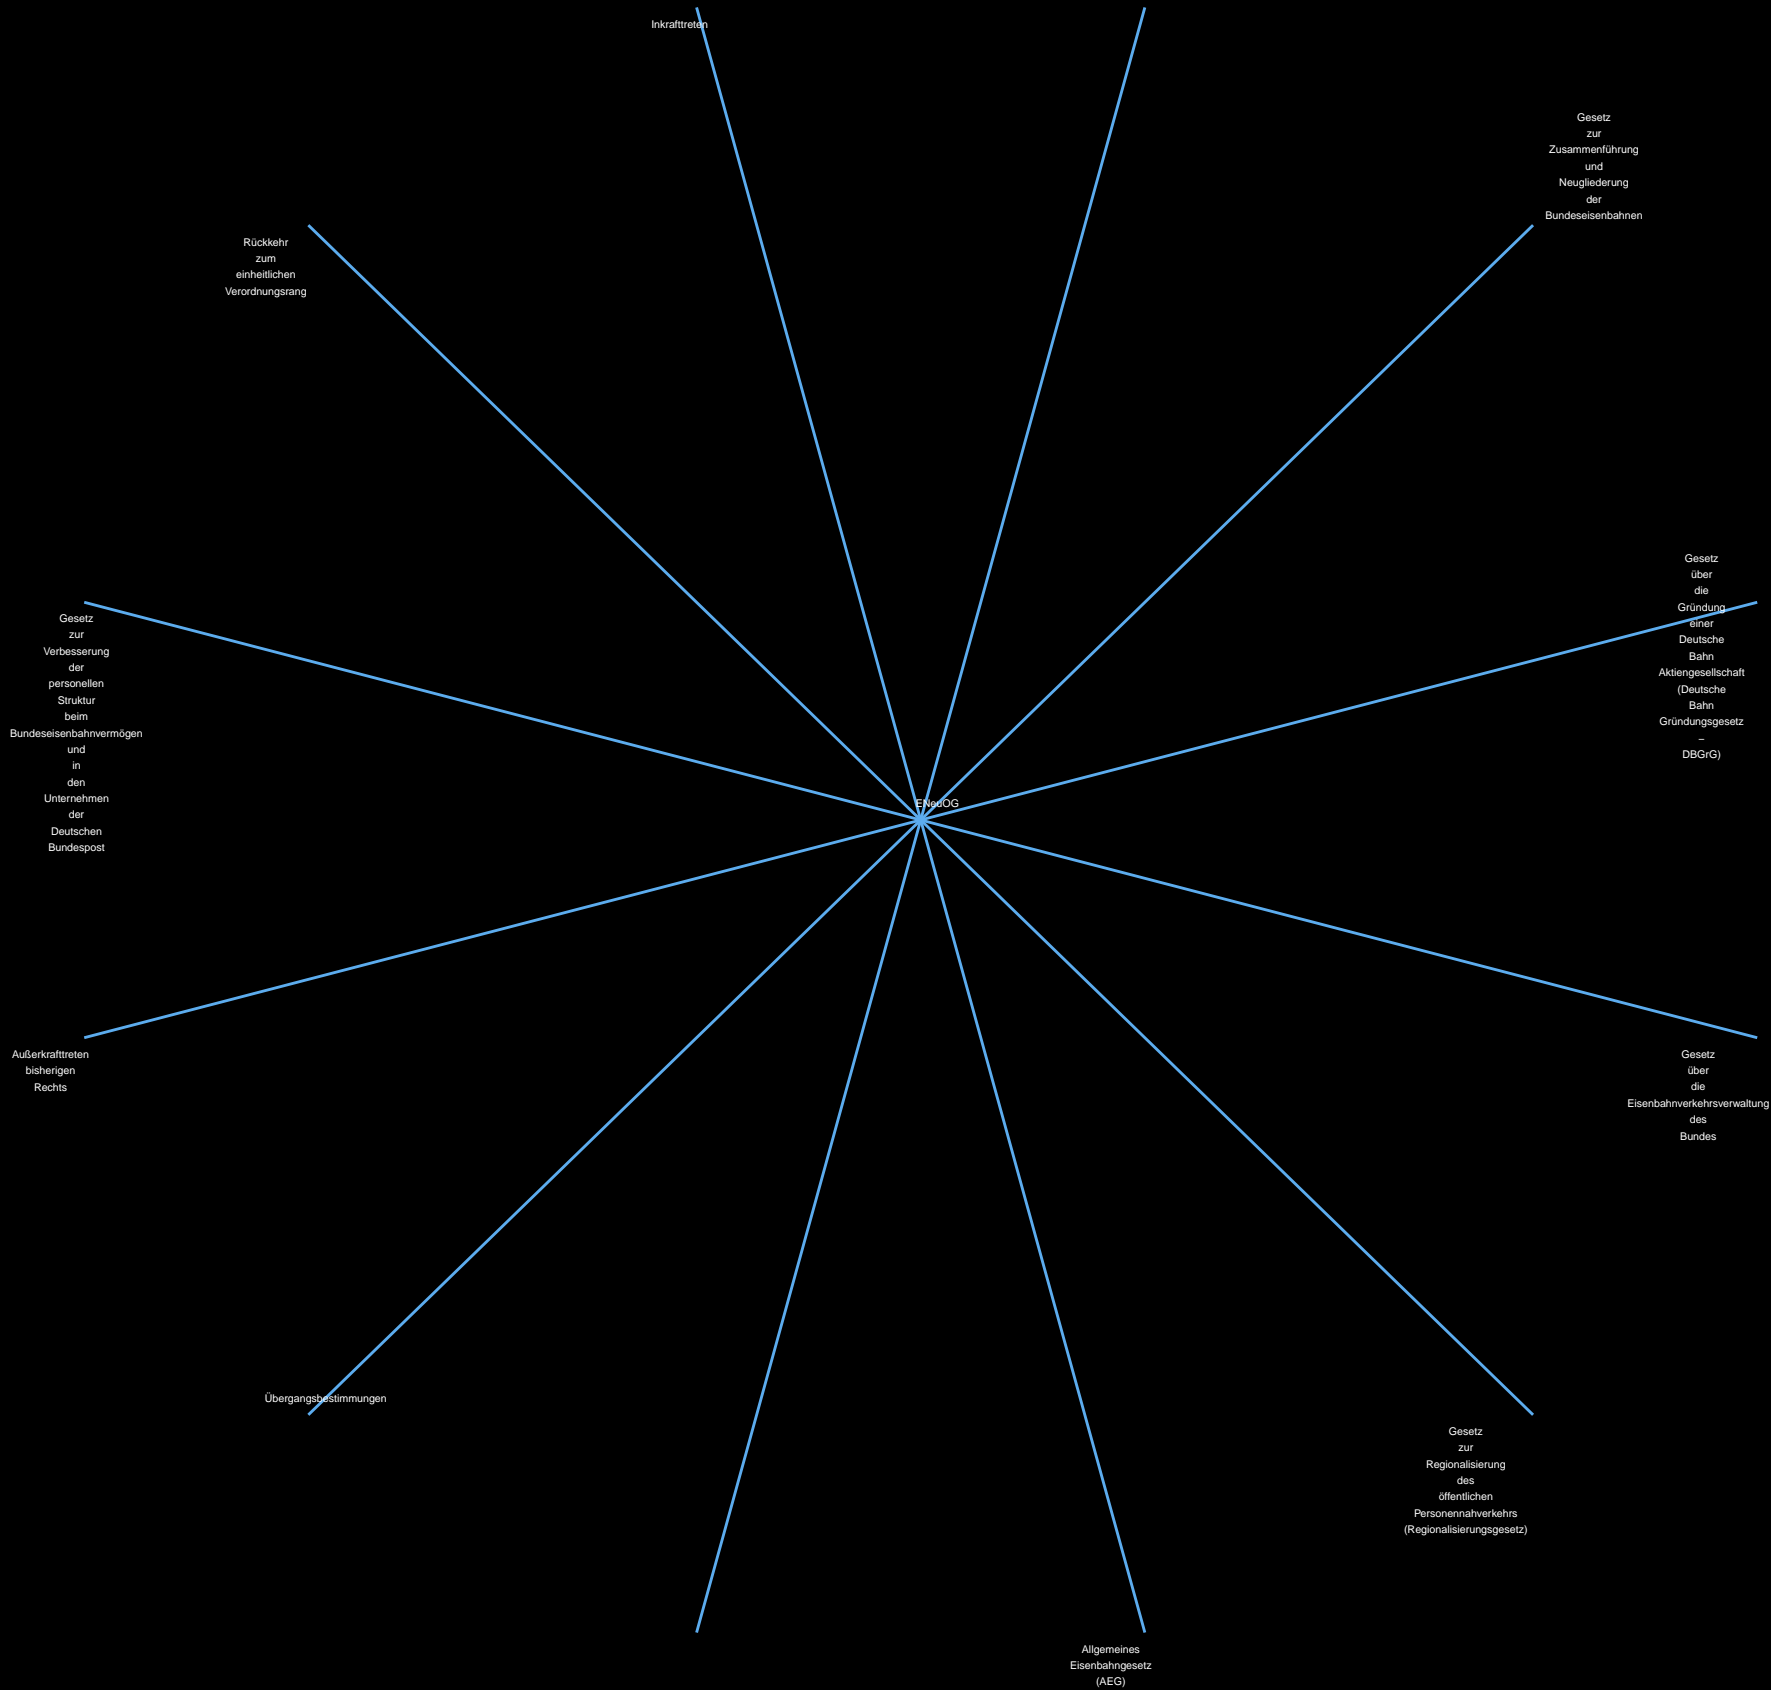 Inkrafttreten
Gesetz
zur
Zusammenführung
und
Neugliederung
der
Bundeseisenbahnen
Rückkehr
zum
einheitlichen
Verordnungsrang
Gesetz
über
die
Gründung
einer
Deutsche
Bahn
Aktiengesellschaft
(Deutsche
Bahn
Gründungsgesetz
–
DBGrG)
Gesetz
zur
Verbesserung
der
personellen
Struktur
beim
Bundeseisenbahnvermögen
und
in
den
Unternehmen
der
Deutschen
Bundespost
ENeuOG
Außerkrafttreten
bisherigen
Rechts
Gesetz
über
die
Eisenbahnverkehrsverwaltung
des
Bundes
Übergangsbestimmungen
Gesetz
zur
Regionalisierung
des
öffentlichen
Personennahverkehrs
(Regionalisierungsgesetz)
Allgemeines
Eisenbahngesetz
(AEG)